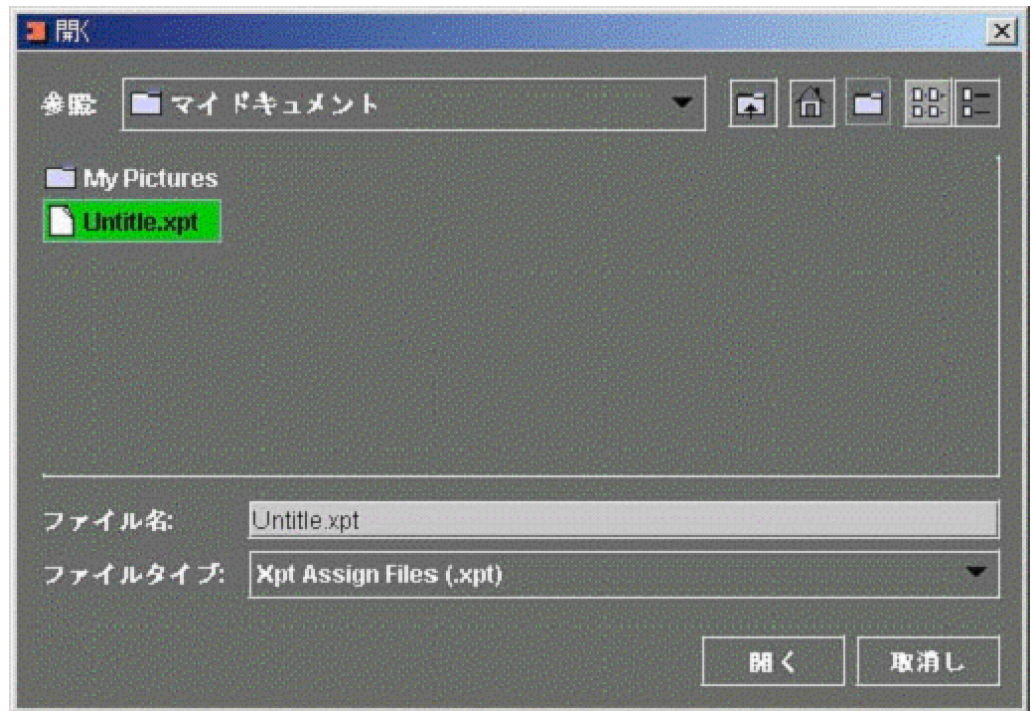 開く
参照: マイ ドキュメント
My Pictures
Untitle.xpt
ファイル名: Untitle.xpt
ファイルタイプ: Xpt Assign Files (.xpt)
開く 取消し